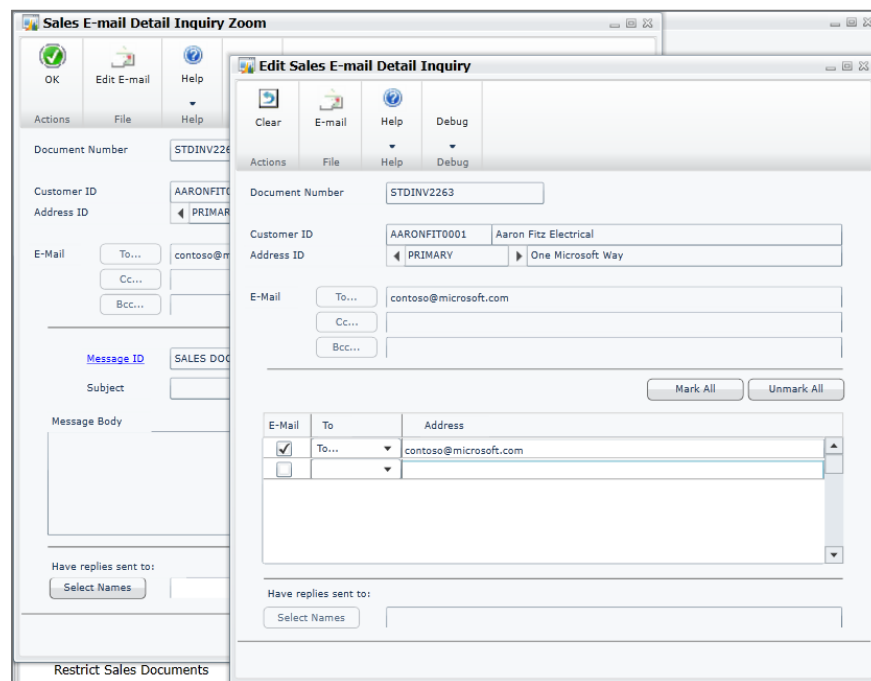 Sales E-mail Detail Inquiry Zoom
OK
Edit E-mail
Help
Actions
File
Help
Document Number
STDINV226
Customer ID
AARONFIT0
Address ID
PRIMAR
E-Mail
To...
contoso@m
Cc...
Bcc...
Message ID
SALES DOC
Subject
Message Body
Have replies sent to:
Select Names
Restrict Sales Documents
Edit Sales E-mail Detail Inquiry
Clear
E-mail
Help
Debug
Actions
File
Help
Debug
Document Number
STDINV2263
Customer ID
AARONFIT0001
Aaron Fitz Electrical
Address ID
PRIMARY
One Microsoft Way
E-Mail
To...
contoso@microsoft.com
Cc...
Bcc...
Mark All
Unmark All
E-Mail
To
Address
To...
contoso@microsoft.com
Have replies sent to:
Select Names